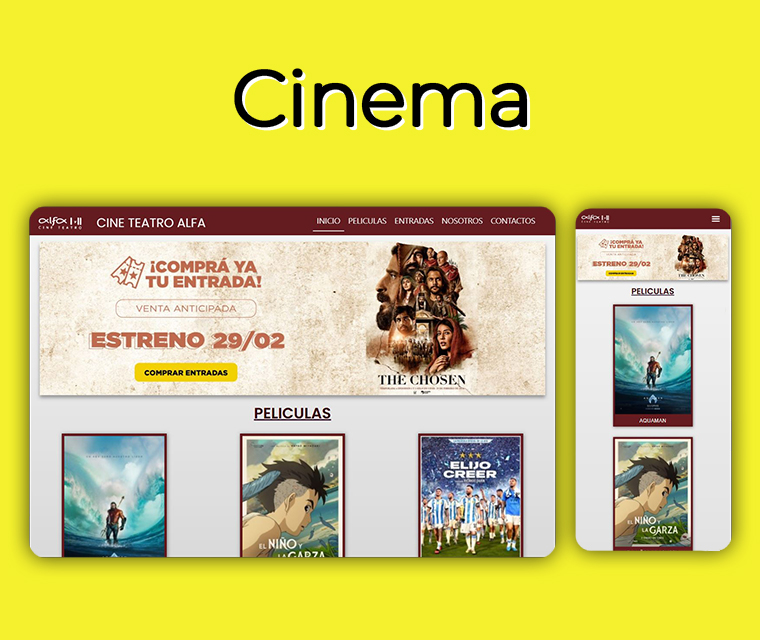 Cinema
alfa I·II
CINE TEATRO
CINE TEATRO ALFA
INICIO PELICULAS ENTRADAS NOSOTROS CONTACTOS
¡COMPRÁ YA
TU ENTRADA!
VENTA ANTICIPADA
ESTRENO 29/02
COMPRAR ENTRADAS
THE CHOSEN
PELICULAS
EL NIÑO Y
LA GARZA
ELIJO
CREER
alfa I·II
CINE TEATRO
¡COMPRÁ YA
TU ENTRADA!
ESTRENO 29/02
COMPRAR ENTRADAS
THE CHOSEN
PELICULAS
AQUAMAN
EL NIÑO Y
LA GARZA